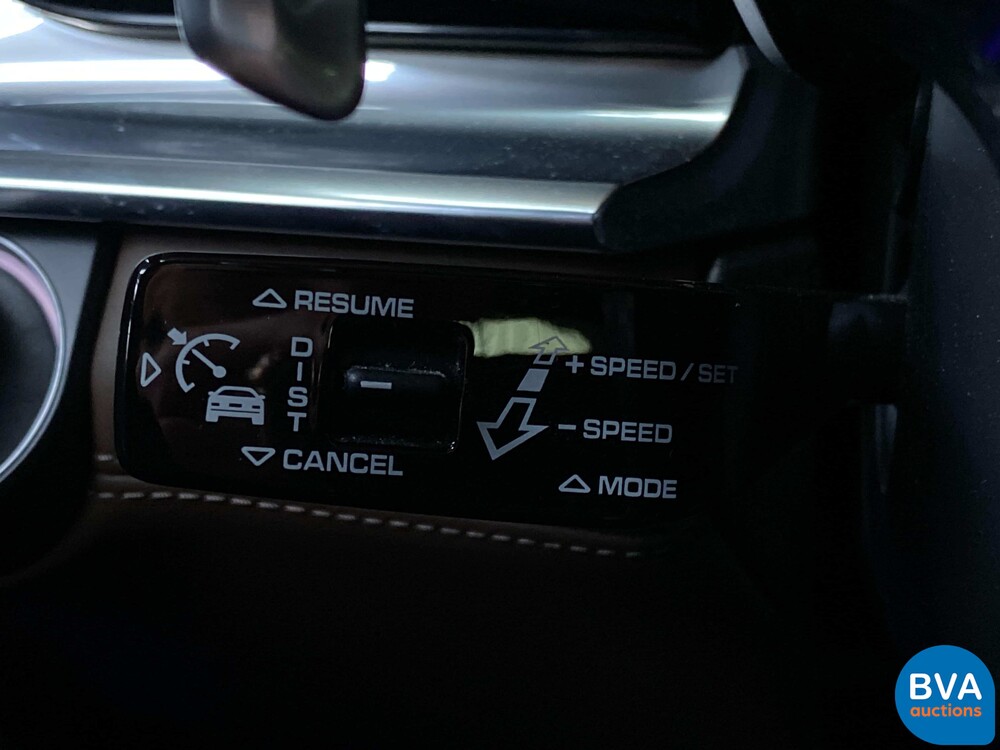 RESUME
DIST
+ SPEED / SET
− SPEED
CANCEL
MODE
BVA
auctions